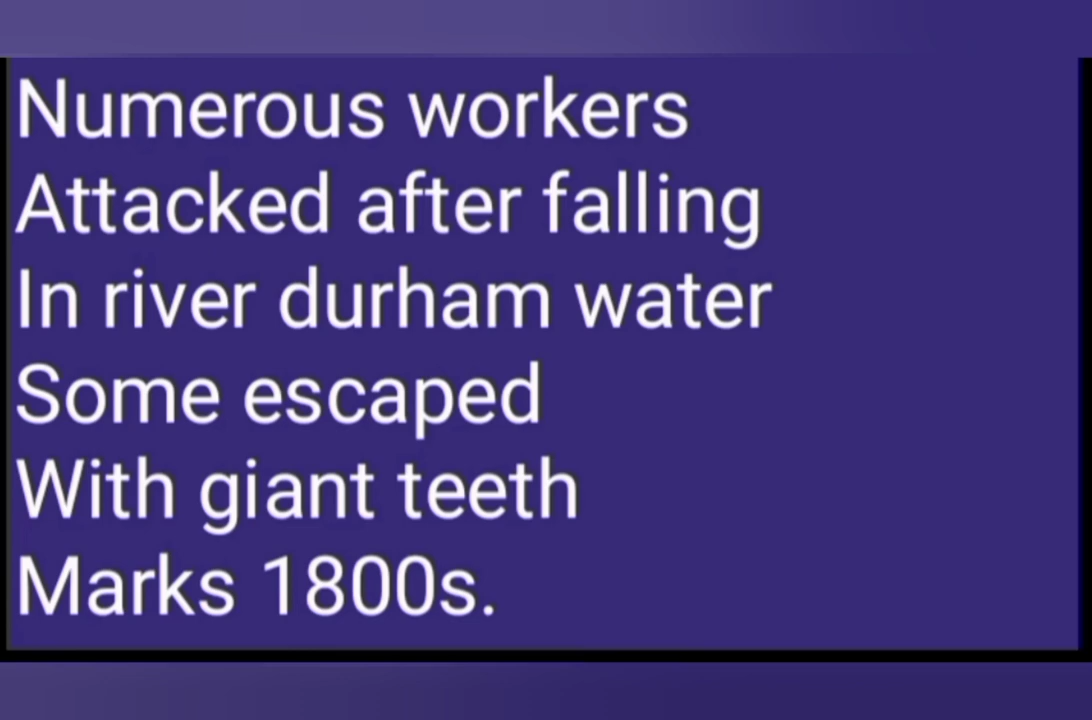 Numerous workers
Attacked after falling
In river durham water
Some escaped
With giant teeth
Marks 1800s.